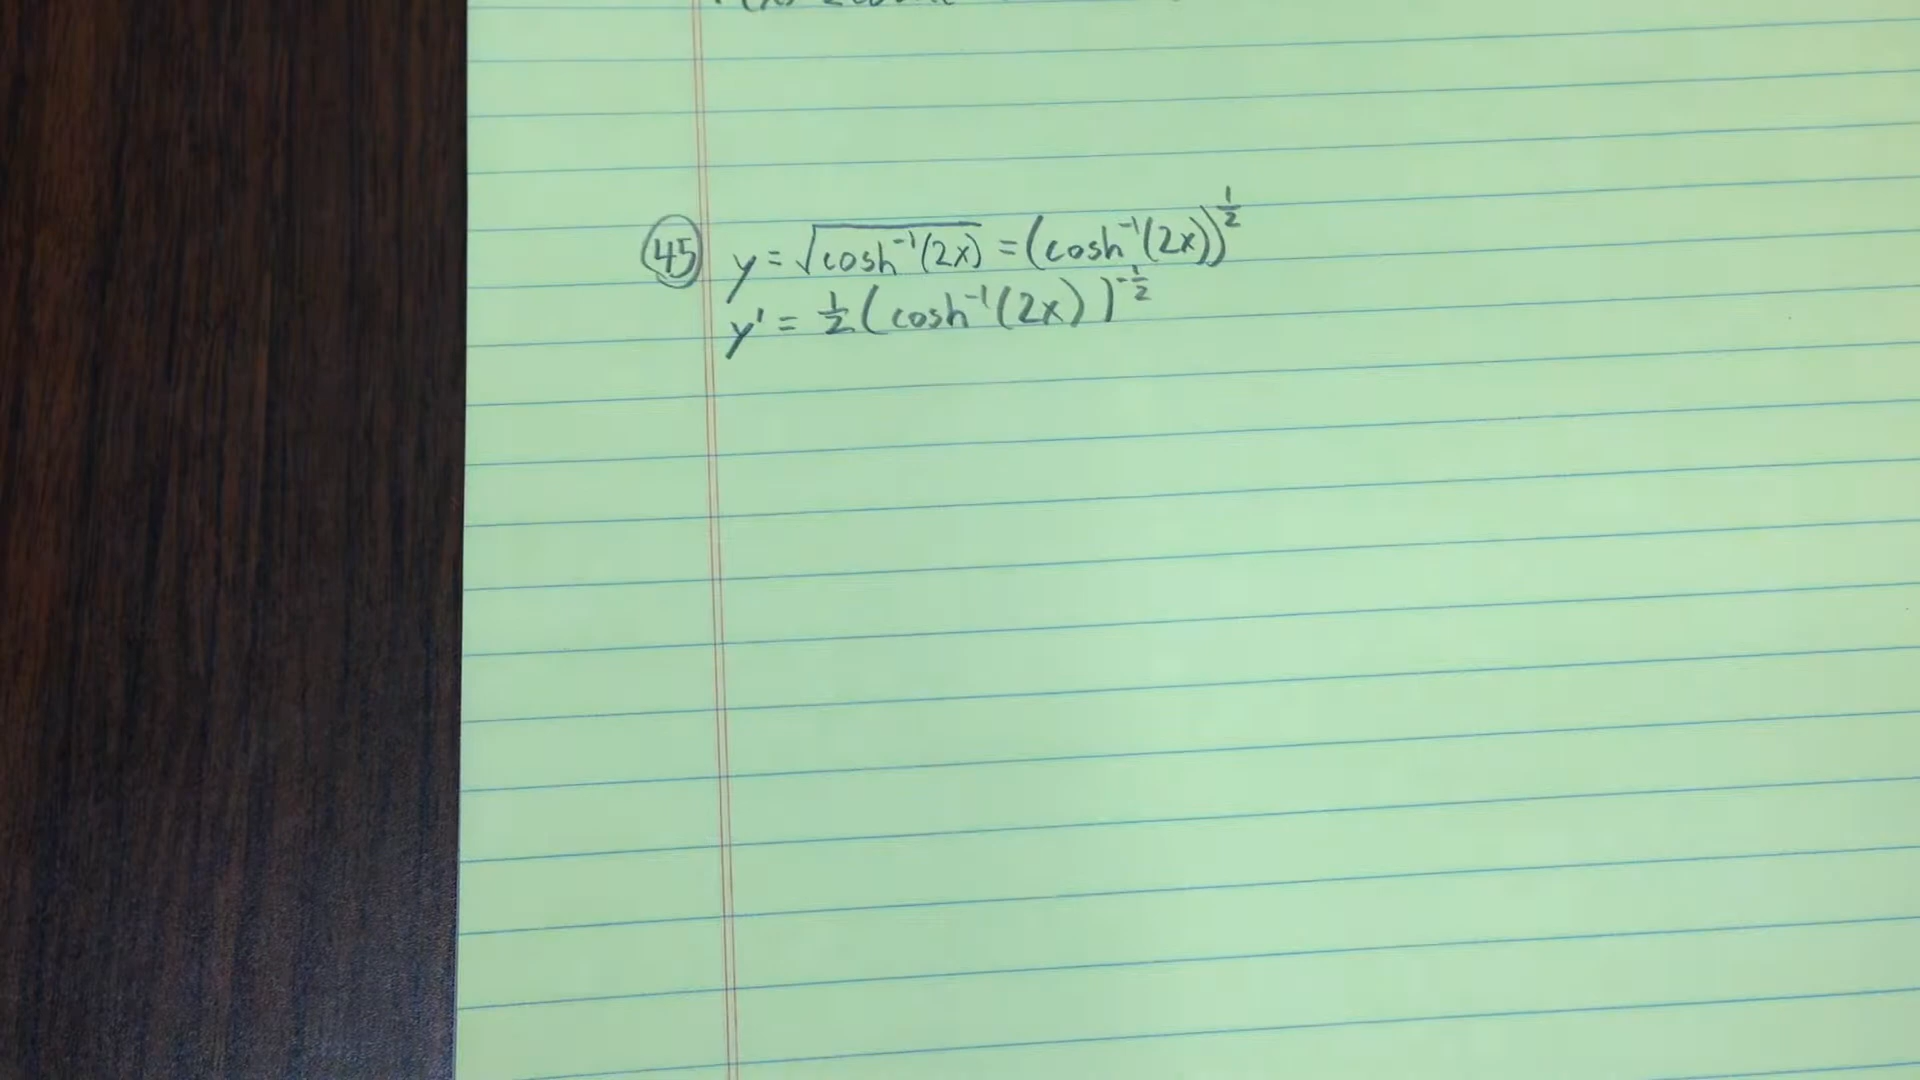 45 y = √cosh⁻¹(2x) = (cosh⁻¹(2x))^½
y' = ½(cosh⁻¹(2x))^-½